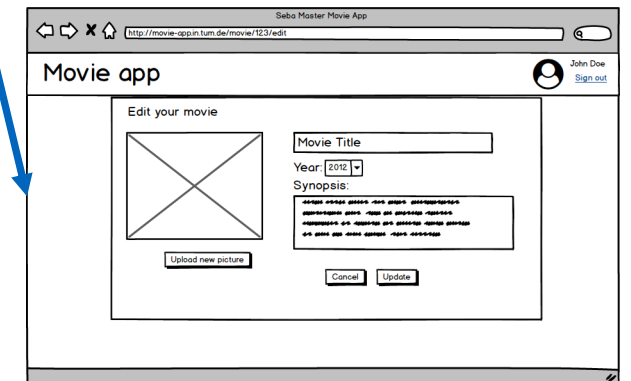 Seba Master Movie App
http://movie-app.in.tum.de/movie/123/edit
Movie app
John Doe
Sign out
Edit your movie
Movie Title
Year: 2012
Synopsis:
Upload new picture
Cancel Update